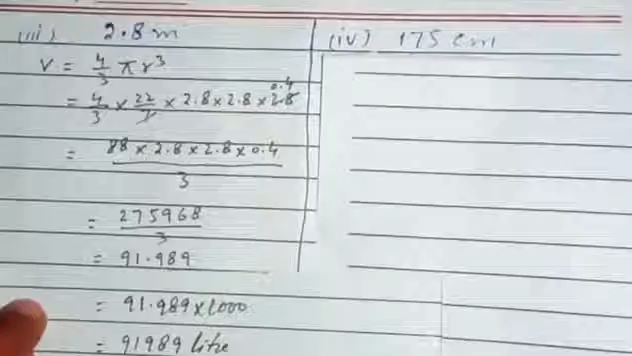 (iii) 2.8 m
V = 4/3 π r³
= 4/3 × 22/7 × 2.8 × 2.8 × 2.8 0.4
= 88 × 2.8 × 2.8 × 0.4 / 3
= 275968 / 3
= 91.989
= 91.989 × 1000
= 91989 litre
(iv) 175 cm